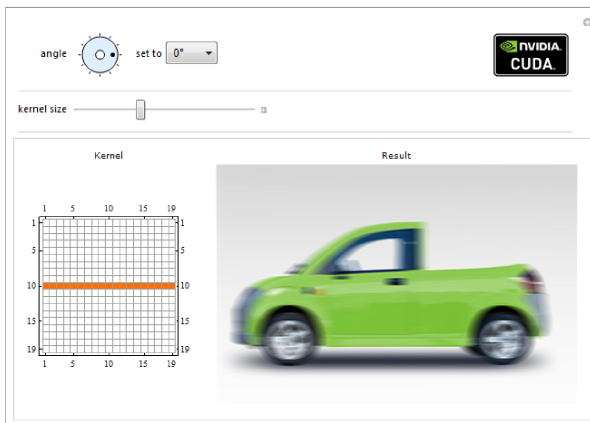 angle
set to 0°
NVIDIA.
CUDA.
kernel size
Kernel
Result
1 5 10 15 19
1 1
5 5
10 10
15 15
19 19
1 5 10 15 19